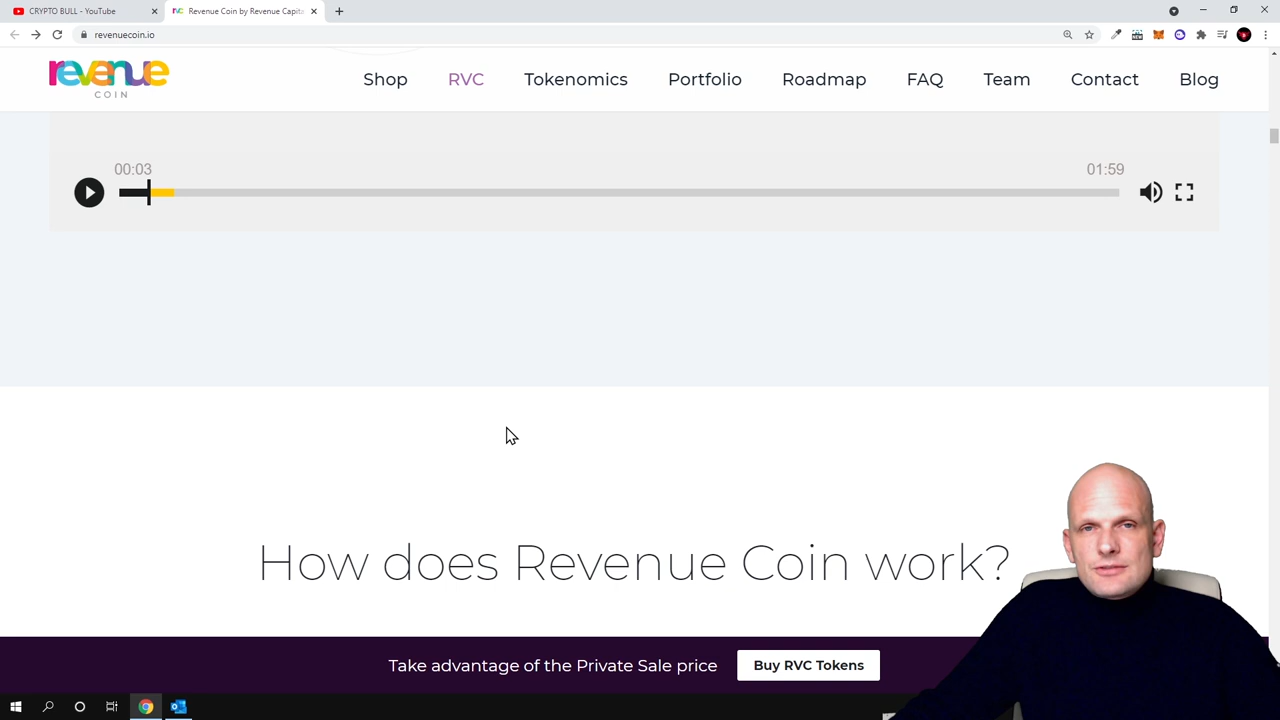 CRYPTO BULL - YouTube
Revenue Coin by Revenue Capita
revenuecoin.io
revenue
COIN
Shop RVC Tokenomics Portfolio Roadmap FAQ Team Contact Blog
00:03 01:59
How does Revenue Coin work?
Take advantage of the Private Sale price Buy RVC Tokens